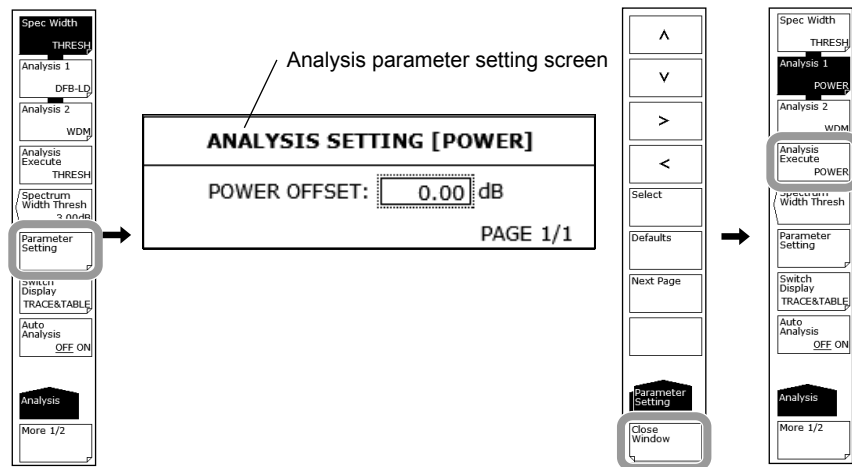 Spec Width
THRESH
Analysis 1
DFB-LD
Analysis 2
WDM
Analysis
Execute
THRESH
Spectrum
Width Thresh
3.00dB
Parameter
Setting
Switch
Display
TRACE&TABLE
Auto
Analysis
OFF ON
Analysis
More 1/2
Analysis parameter setting screen
ANALYSIS SETTING [POWER]
POWER OFFSET: 0.00 dB
PAGE 1/1
Select
Defaults
Next Page
Parameter
Setting
Close
Window
Spec Width
THRESH
Analysis 1
POWER
Analysis 2
WDM
Analysis
Execute
POWER
Spectrum
Width Thresh
Parameter
Setting
Switch
Display
TRACE&TABLE
Auto
Analysis
OFF ON
Analysis
More 1/2